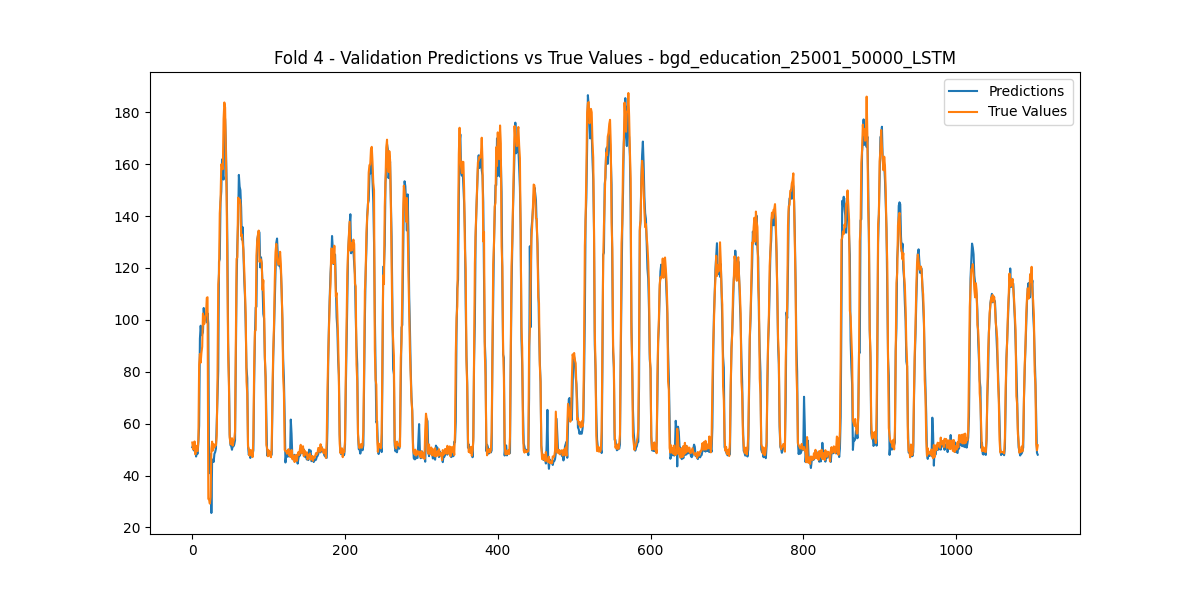 Fold 4 - Validation Predictions vs True Values - bgd_education_25001_50000_LSTM
Predictions
True Values
180
160
140
120
100
80
60
40
20
0 200 400 600 800 1000